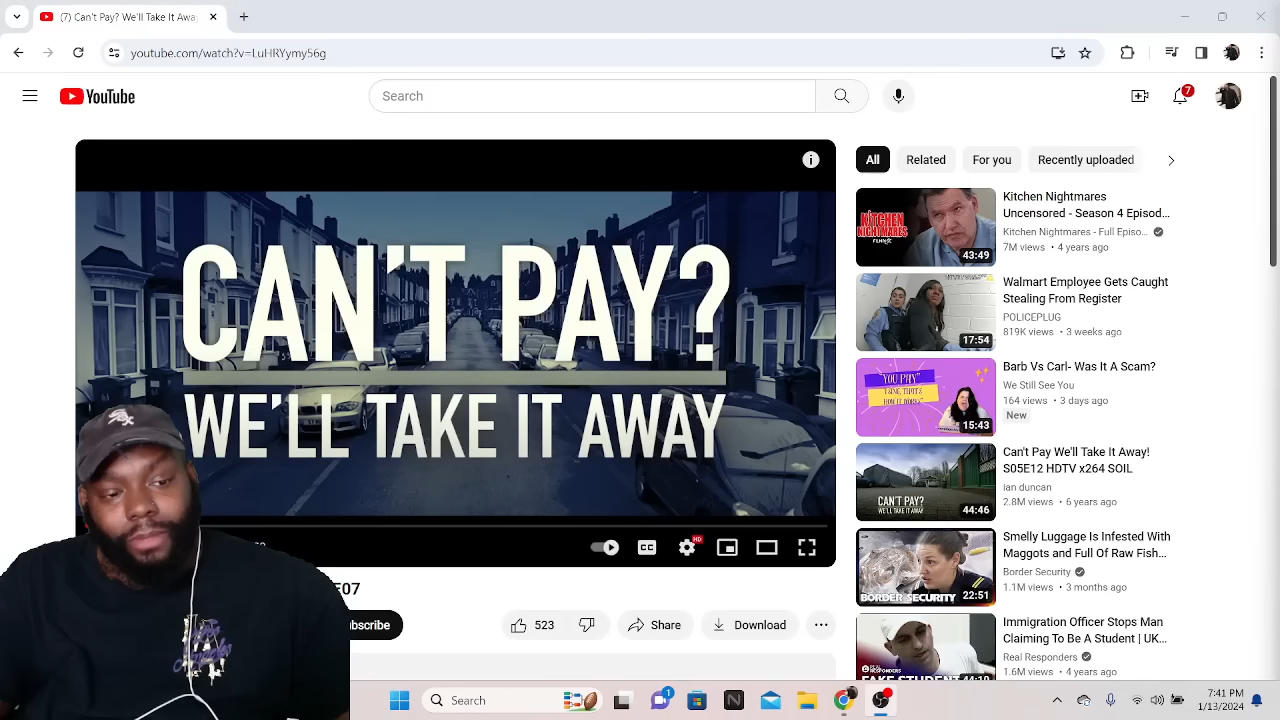 (7) Can't Pay? We'll Take It Away
youtube.com/watch?v=LuHRYymy56g
YouTube
Search
7
CAN'T PAY?
WE'LL TAKE IT AWAY
CC
HD
E07
bscribe
523
Share
Download
All
Related
For you
Recently uploaded
KITCHEN
NIGHTMARES
43:49
Kitchen Nightmares
Uncensored - Season 4 Episod...
Kitchen Nightmares - Full Episo...
7M views • 4 years ago
17:54
Walmart Employee Gets Caught
Stealing From Register
POLICEPLUG
819K views • 3 weeks ago
"YOU PAY"
15:43
Barb Vs Carl- Was It A Scam?
We Still See You
164 views • 3 days ago
New
CAN'T PAY?
WE'LL TAKE IT AWAY
44:46
Can't Pay We'll Take It Away!
S05E12 HDTV x264 SOIL
ian duncan
2.8M views • 6 years ago
BORDER SECURITY
22:51
Smelly Luggage Is Infested With
Maggots and Full Of Raw Fish...
Border Security
1.1M views • 3 months ago
Immigration Officer Stops Man
Claiming To Be A Student | UK...
Real Responders
1.6M views • 4 years ago
Search
1
7:41 PM
1/13/2024